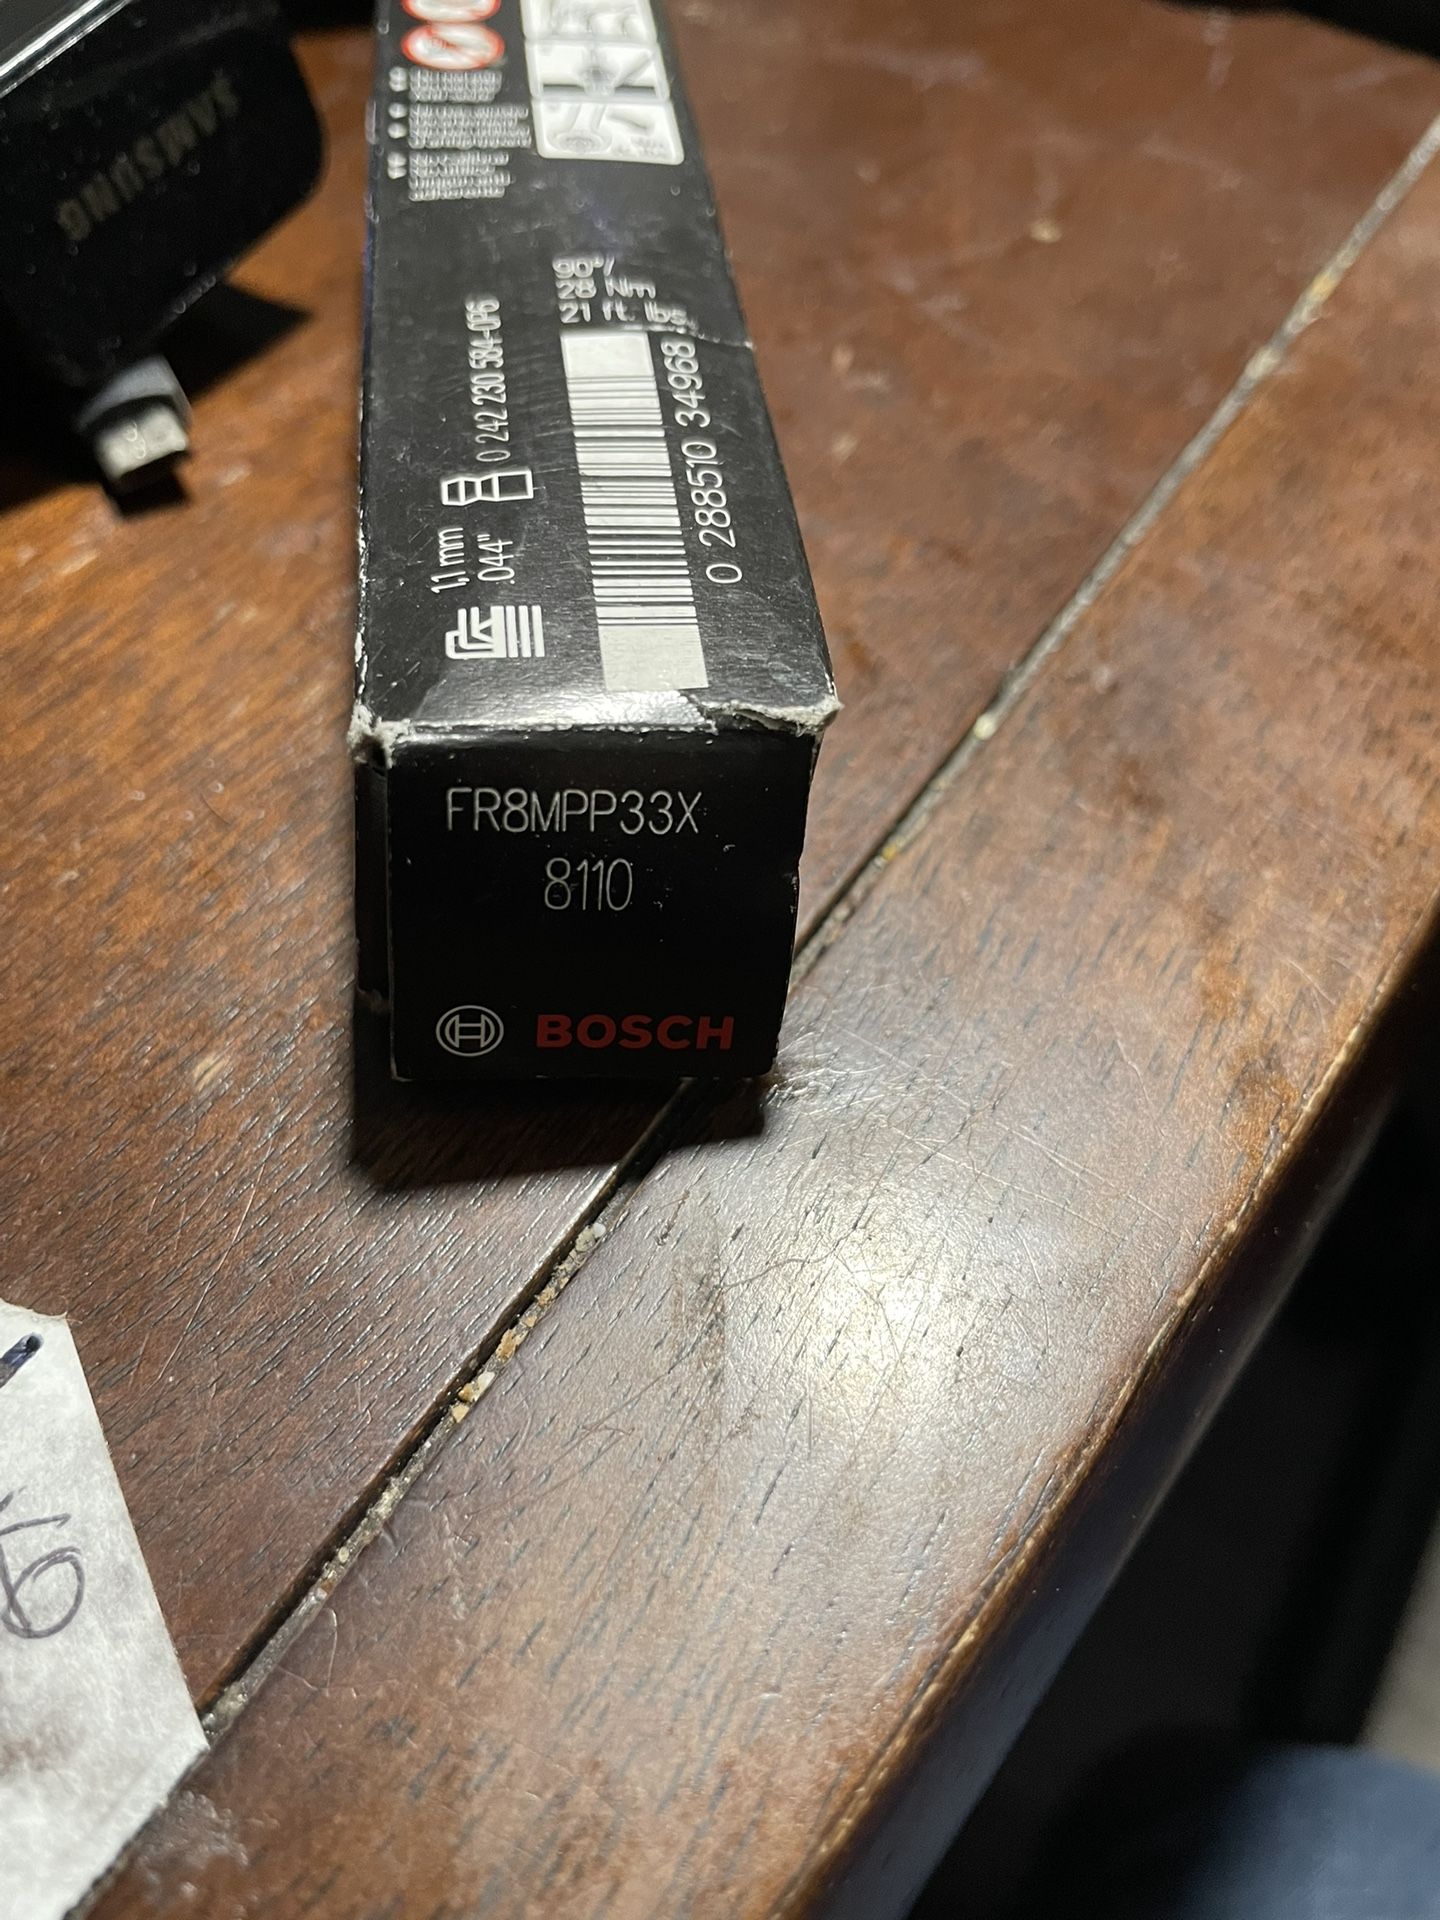 SAMSUNG
90°/
28 Nm
21 ft. lbs.
0 242 230 584-0P6
1,1 mm
.044"
0 288510 34968
FR8MPP33X
8110
BOSCH